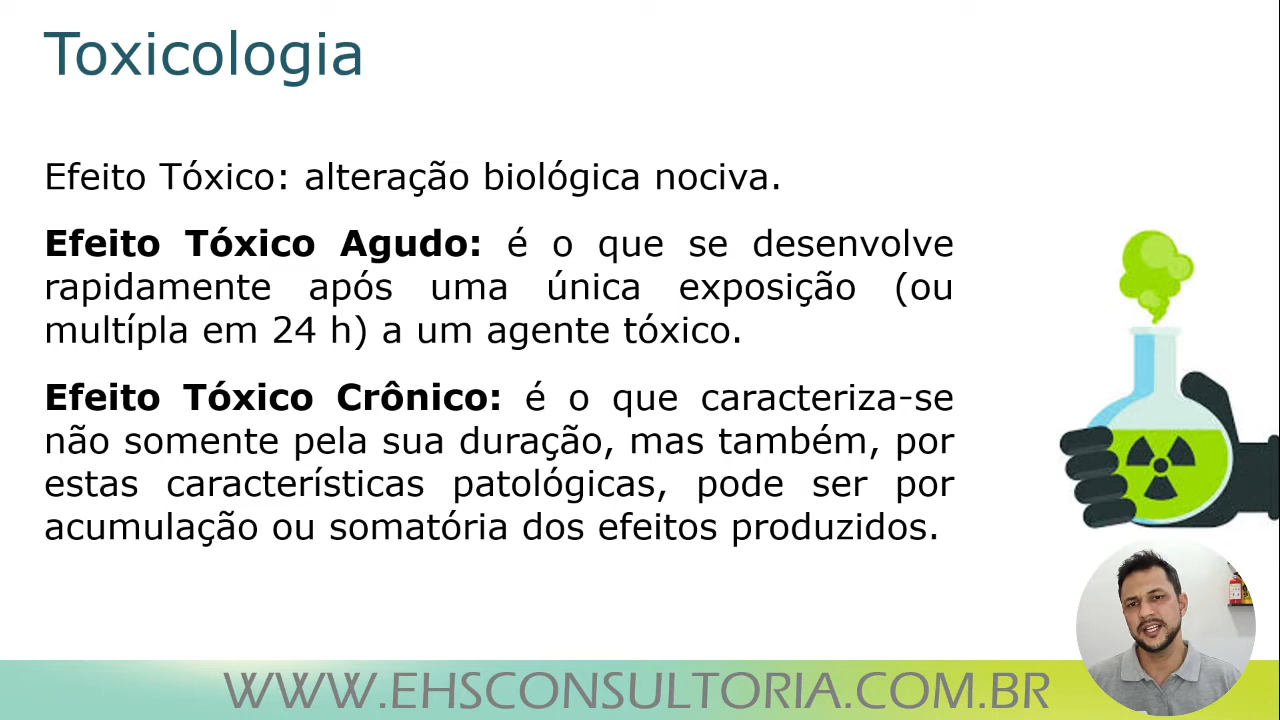 Toxicologia
Efeito Tóxico: alteração biológica nociva.
Efeito Tóxico Agudo: é o que se desenvolve
rapidamente após uma única exposição (ou
multípla em 24 h) a um agente tóxico.
Efeito Tóxico Crônico: é o que caracteriza-se
não somente pela sua duração, mas também, por
estas características patológicas, pode ser por
acumulação ou somatória dos efeitos produzidos.
WWW.EHSCONSULTORIA.COM.BR